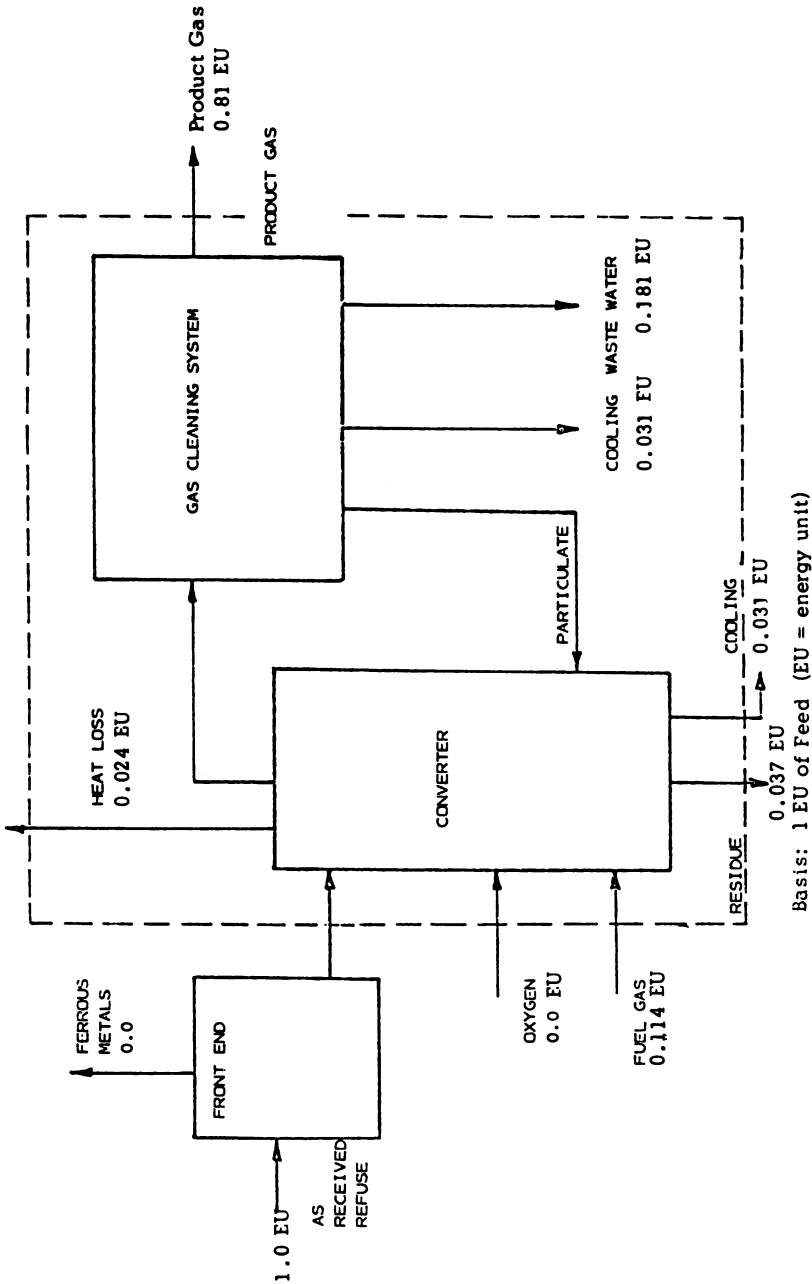 FERROUS
METALS
0.0
FRONT END
1.0 EU
AS
RECEIVED
REFUSE
OXYGEN
0.0 EU
FUEL GAS
0.114 EU
HEAT LOSS
0.024 EU
CONVERTER
PARTICULATE
RESIDUE
0.037 EU
COOLING
0.031 EU
GAS CLEANING SYSTEM
COOLING WASTE WATER
0.031 EU 0.181 EU
PRODUCT GAS
Product Gas
0.81 EU
Basis: 1 EU of Feed (EU = energy unit)